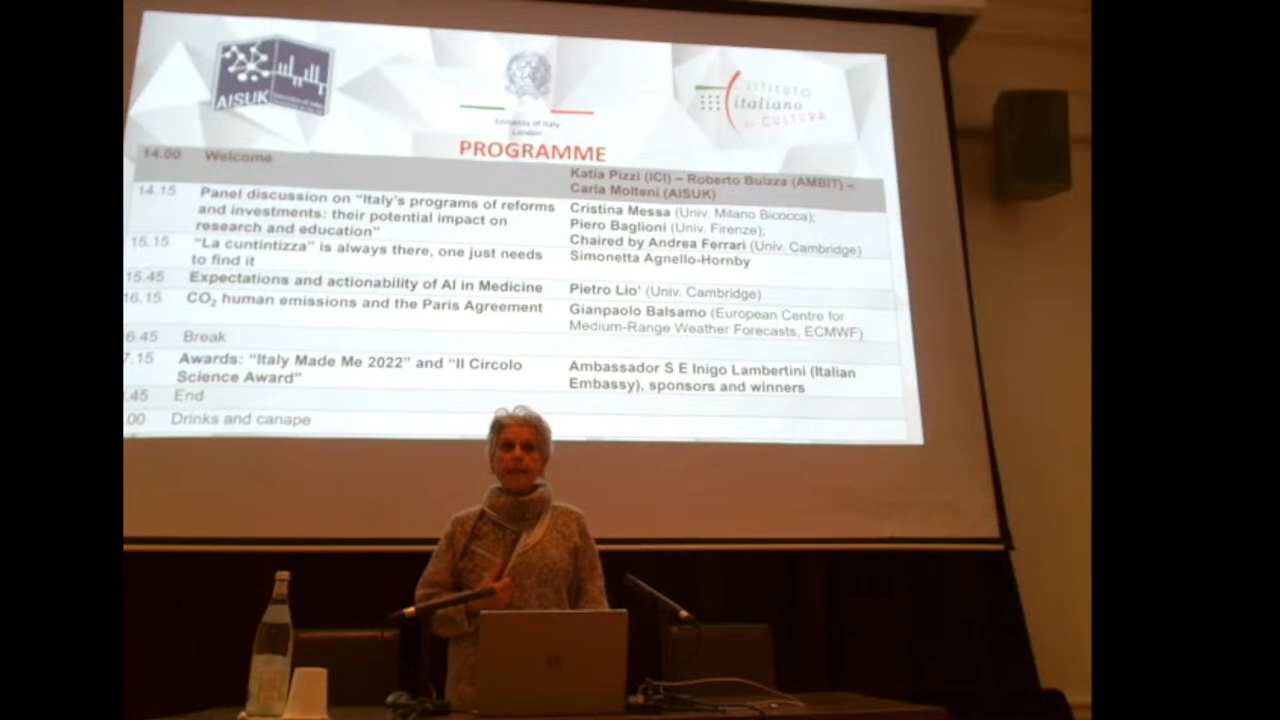 AISUK
Embassy of Italy
London
ISTITUTO
italiano
di CULTURA
PROGRAMME
14.00 Welcome Katia Pizzi (ICI) – Roberto Buizza (AMBIT) –
Carla Molteni (AISUK)
14.15 Panel discussion on “Italy's programs of reforms
and investments: their potential impact on
research and education”
Cristina Messa (Univ. Milano Bicocca);
Piero Baglioni (Univ. Firenze);
Chaired by Andrea Ferrari (Univ. Cambridge)
15.15 “La cuntintizza” is always there, one just needs
to find it
Simonetta Agnello-Hornby
15.45 Expectations and actionability of AI in Medicine Pietro Lio' (Univ. Cambridge)
16.15 CO₂ human emissions and the Paris Agreement Gianpaolo Balsamo (European Centre for
Medium-Range Weather Forecasts, ECMWF)
6.45 Break
7.15 Awards: “Italy Made Me 2022” and “Il Circolo
Science Award”
Ambassador S E Inigo Lambertini (Italian
Embassy), sponsors and winners
.45 End
.00 Drinks and canape